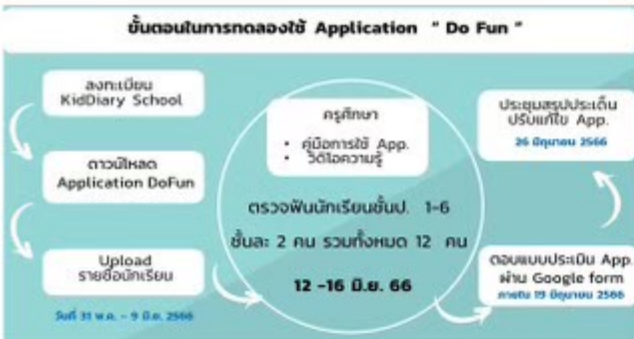 ขั้นตอนในการทดลองใช้ Application " Do Fun "
ลงทะเบียน
KidDiary School
ดาวน์โหลด
Application DoFun
Upload
รายชื่อนักเรียน
วันที่ 31 พ.ค. - 9 มิ.ย. 2566
ครูศึกษา
• คู่มือการใช้ App.
• วิดีโอความรู้
ตรวจฟันนักเรียนชั้นป. 1-6
ชั้นละ 2 คน รวมทั้งหมด 12 คน
12 -16 มิ.ย. 66
ตอบแบบประเมิน App.
ผ่าน Google form
ภายใน 19 มิถุนายน 2566
ประชุมสรุปประเด็น
ปรับแก้ไข App.
26 มิถุนายน 2566